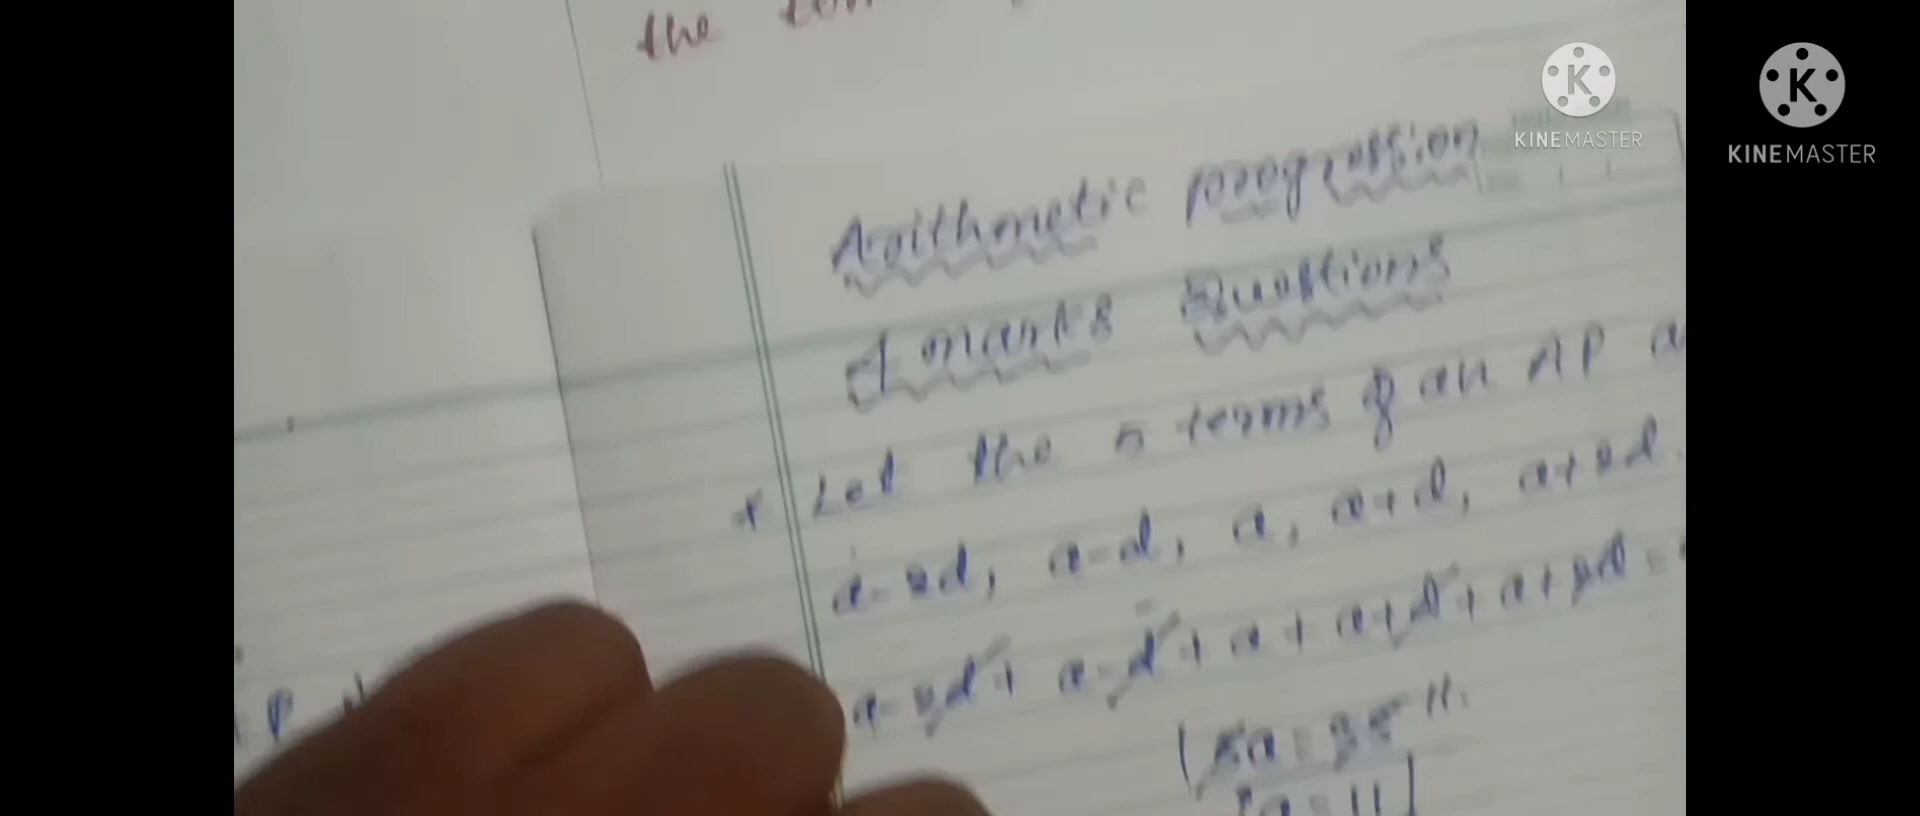 the
KINEMASTER
KINEMASTER
Arithmetic progression
4 marks Questions
* Let the 5 terms of an AP a
a-2d, a-d, a, a+d, a+2d.
a-2d + a-d + a + a+d + a+2d =
5a = 55
a = 11
P